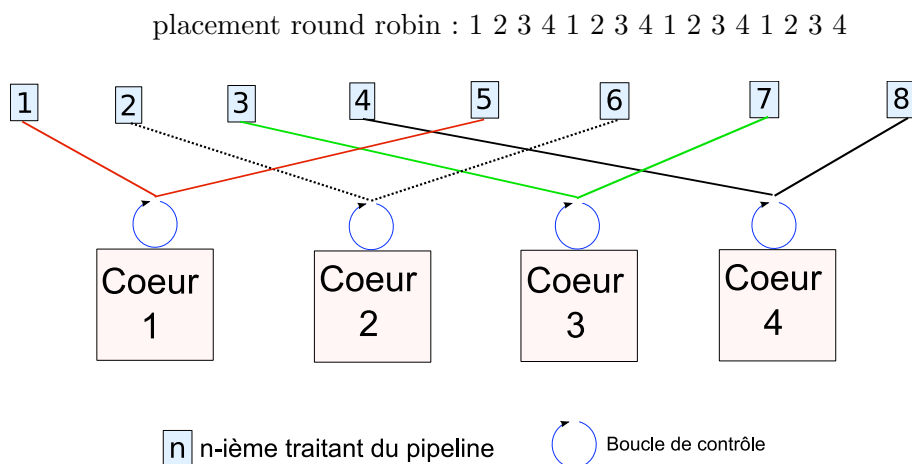 placement round robin : 1 2 3 4 1 2 3 4 1 2 3 4 1 2 3 4
1 2 3 4 5 6 7 8
Coeur 1
Coeur 2
Coeur 3
Coeur 4
n n-ième traitant du pipeline
Boucle de contrôle